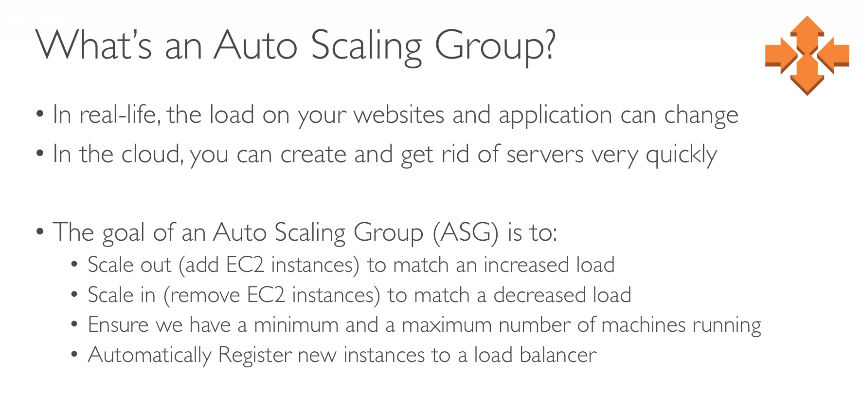 What's an Auto Scaling Group?
• In real-life, the load on your websites and application can change
• In the cloud, you can create and get rid of servers very quickly
• The goal of an Auto Scaling Group (ASG) is to:
• Scale out (add EC2 instances) to match an increased load
• Scale in (remove EC2 instances) to match a decreased load
• Ensure we have a minimum and a maximum number of machines running
• Automatically Register new instances to a load balancer